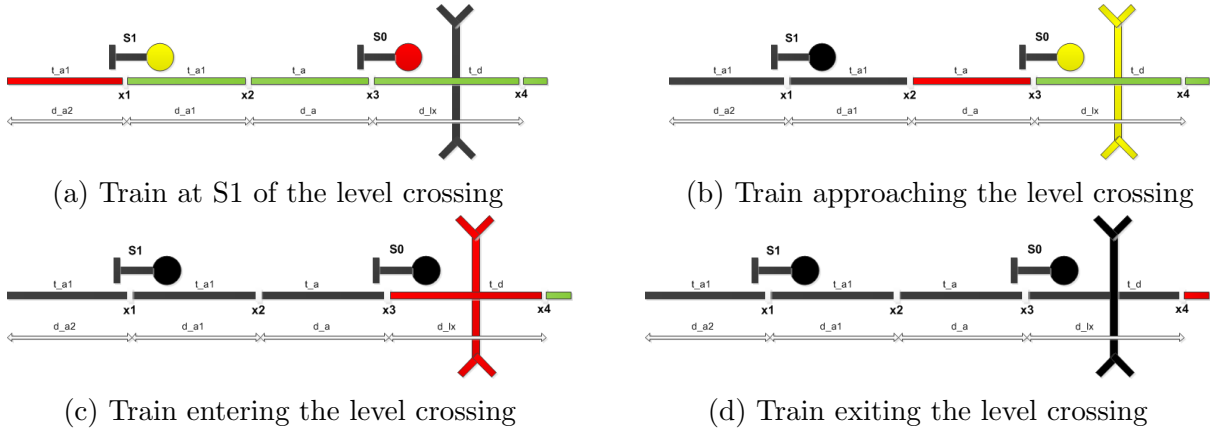 S1 S0
t_a1 t_a1 t_a t_d
x1 x2 x3 x4
d_a2 d_a1 d_a d_lx
(a) Train at S1 of the level crossing
S1 S0
t_a1 t_a1 t_a t_d
x1 x2 x3 x4
d_a2 d_a1 d_a d_lx
(b) Train approaching the level crossing
S1 S0
t_a1 t_a1 t_a t_d
x1 x2 x3 x4
d_a2 d_a1 d_a d_lx
(c) Train entering the level crossing
S1 S0
t_a1 t_a1 t_a t_d
x1 x2 x3 x4
d_a2 d_a1 d_a d_lx
(d) Train exiting the level crossing